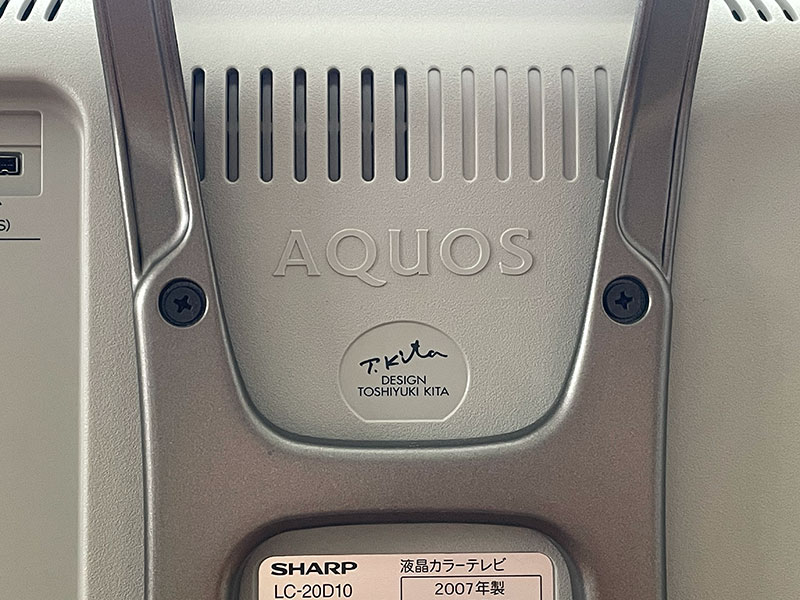 S)
AQUOS
T. Kita
DESIGN
TOSHIYUKI KITA
SHARP 液晶カラーテレビ
LC-20D10 2007年製